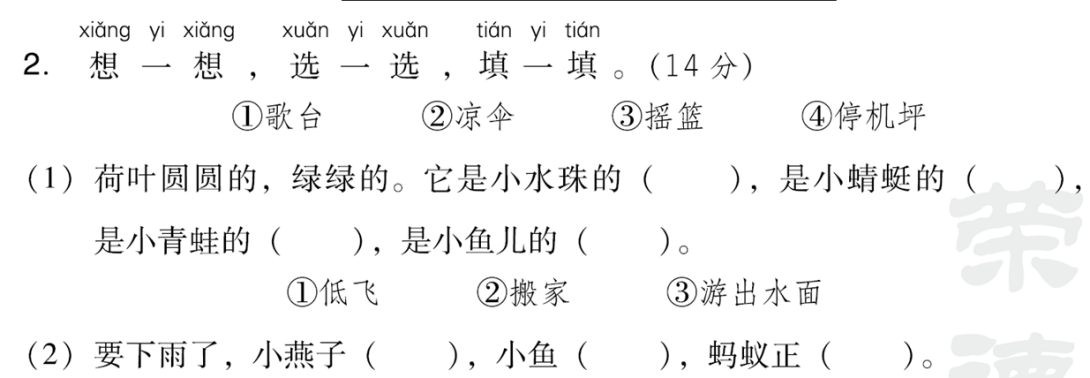 xiǎng yi xiǎng xuǎn yi xuǎn tián yi tián
2. 想一想，选一选，填一填。(14分)
①歌台 ②凉伞 ③摇篮 ④停机坪
(1) 荷叶圆圆的，绿绿的。它是小水珠的（ ），是小蜻蜓的（ ），
是小青蛙的（ ），是小鱼儿的（ ）。
①低飞 ②搬家 ③游出水面
(2) 要下雨了，小燕子（ ），小鱼（ ），蚂蚁正（ ）。
荣
德